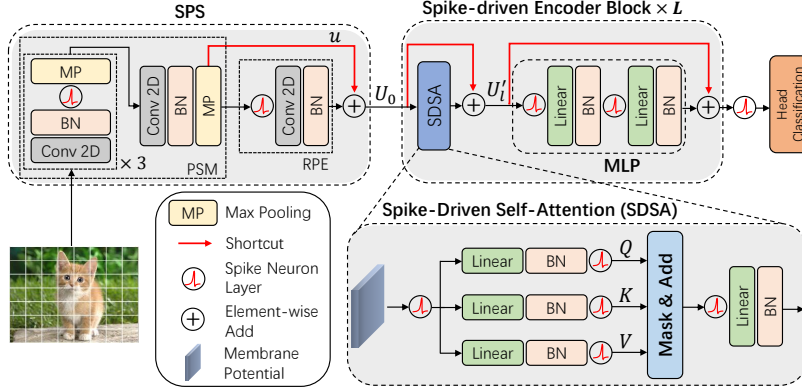 SPS
Spike-driven Encoder Block × L
u
MP
BN
Conv 2D
× 3
Conv 2D
BN
MP
PSM
Conv 2D
BN
RPE
U₀
SDSA
U′ₗ
Linear
BN
Linear
BN
MLP
Head
Classification
MP
Max Pooling
Shortcut
Spike Neuron
Layer
Element-wise
Add
Membrane
Potential
Spike-Driven Self-Attention (SDSA)
Linear
BN
Q
Linear
BN
K
Linear
BN
V
Mask & Add
Linear
BN